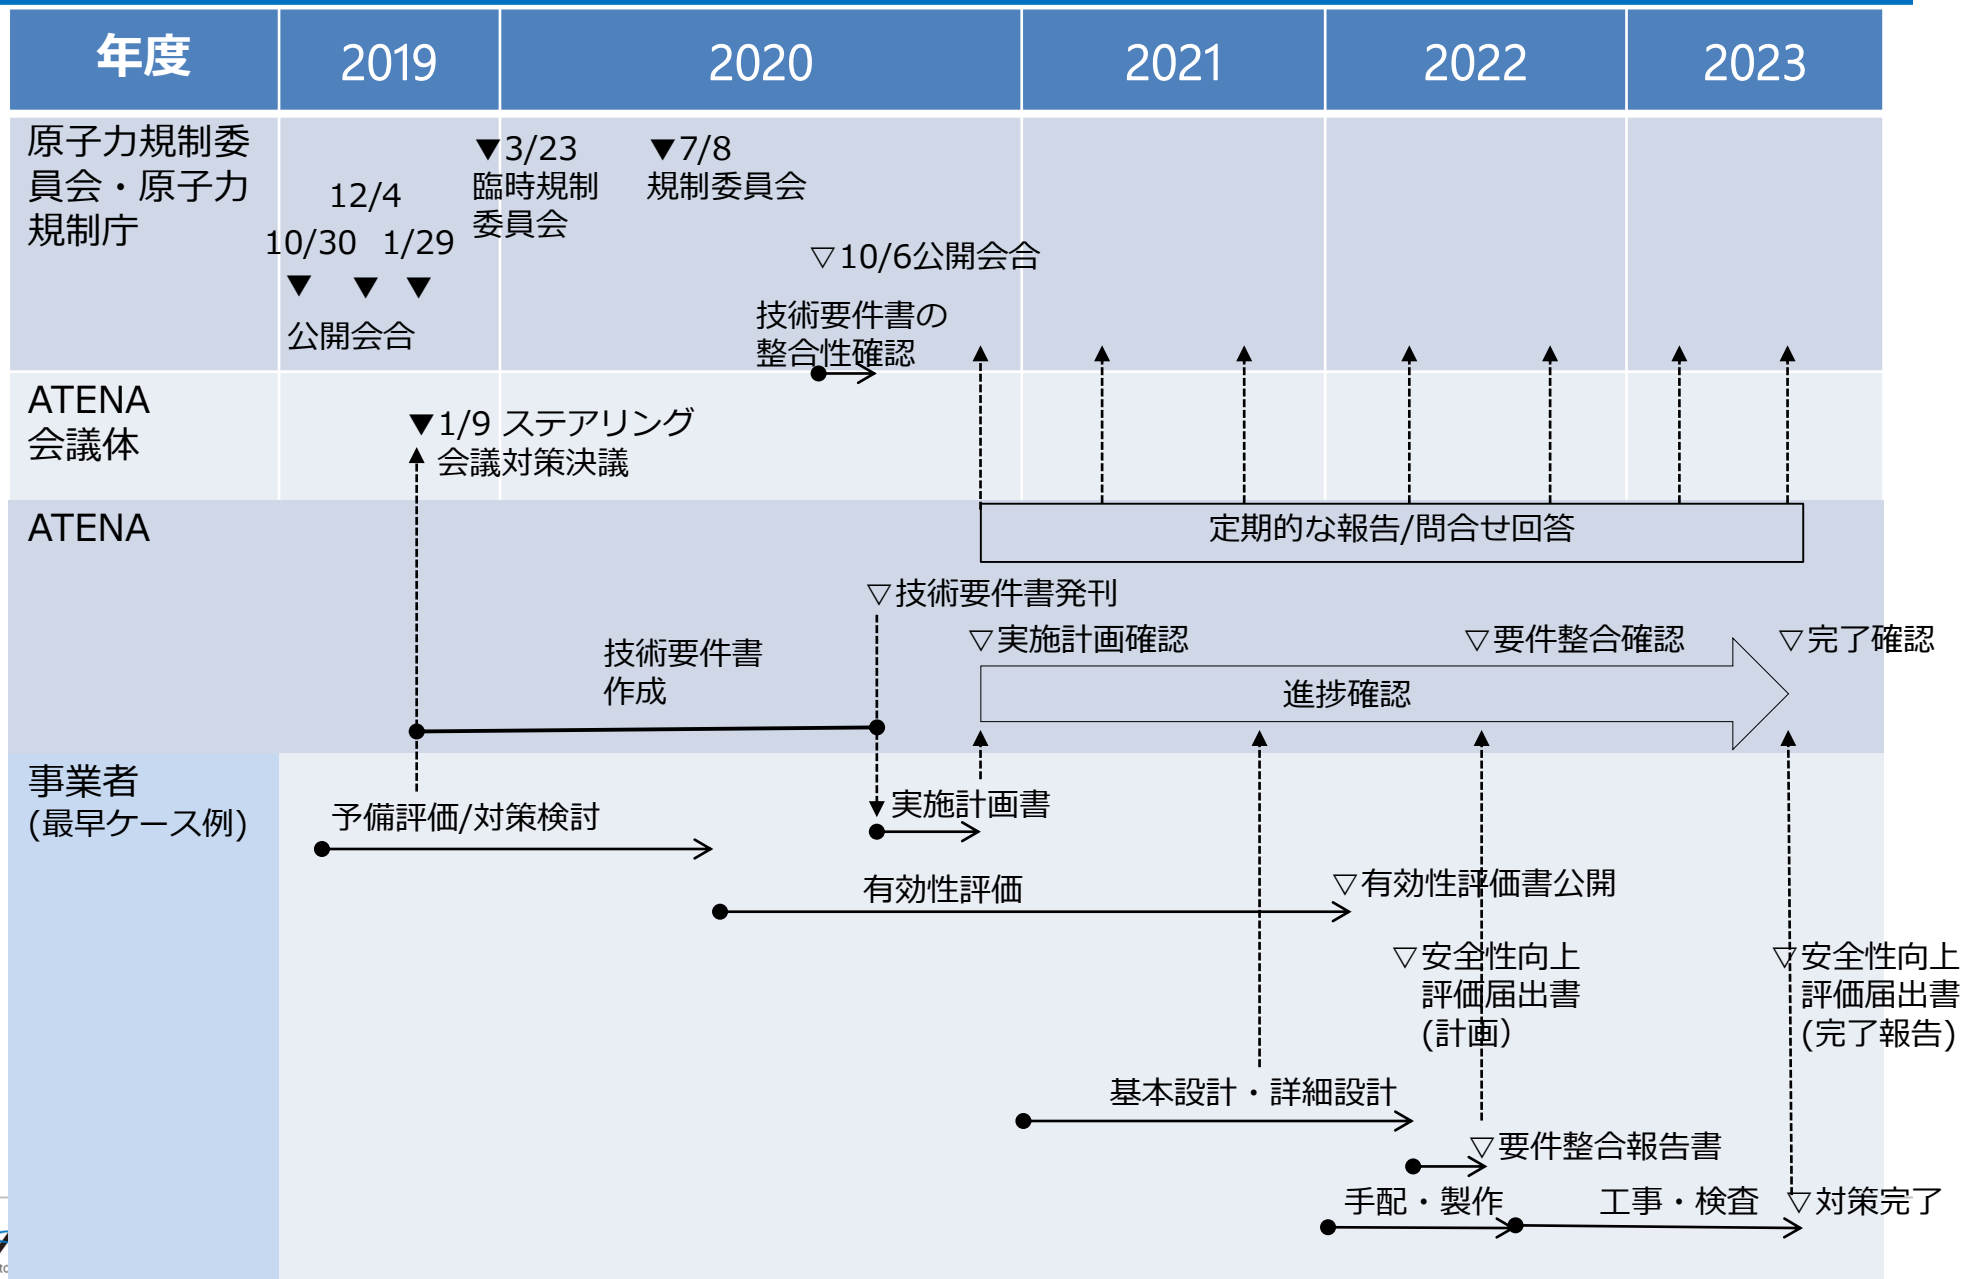 年度 2019 2020 2021 2022 2023
原子力規制委
員会・原子力
規制庁
▼3/23
臨時規制
委員会
▼7/8
規制委員会
12/4
10/30 1/29
▼ ▼ ▼
公開会合
▽10/6公開会合
技術要件書の
整合性確認
ATENA
会議体
▼1/9 ステアリング
会議対策決議
ATENA
定期的な報告/問合せ回答
▽技術要件書発刊
▽実施計画確認
▽要件整合確認
▽完了確認
技術要件書
作成
進捗確認
事業者
(最早ケース例)
予備評価/対策検討
実施計画書
有効性評価
▽有効性評価書公開
▽安全性向上
評価届出書
(計画）
▽安全性向上
評価届出書
(完了報告)
基本設計・詳細設計
▽要件整合報告書
手配・製作
工事・検査
▽対策完了